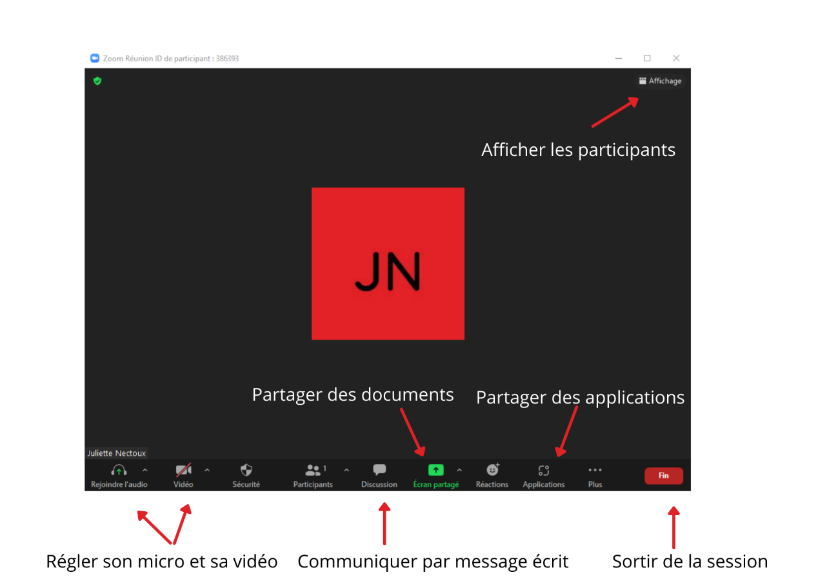 Zoom Réunion ID de participant : 386393
Affichage
Afficher les participants
JN
Partager des documents
Partager des applications
Juliette Nectoux
1
Rejoindre l'audio Vidéo Sécurité Participants Discussion Écran partagé Réactions Applications Plus Fin
Régler son micro et sa vidéo Communiquer par message écrit Sortir de la session